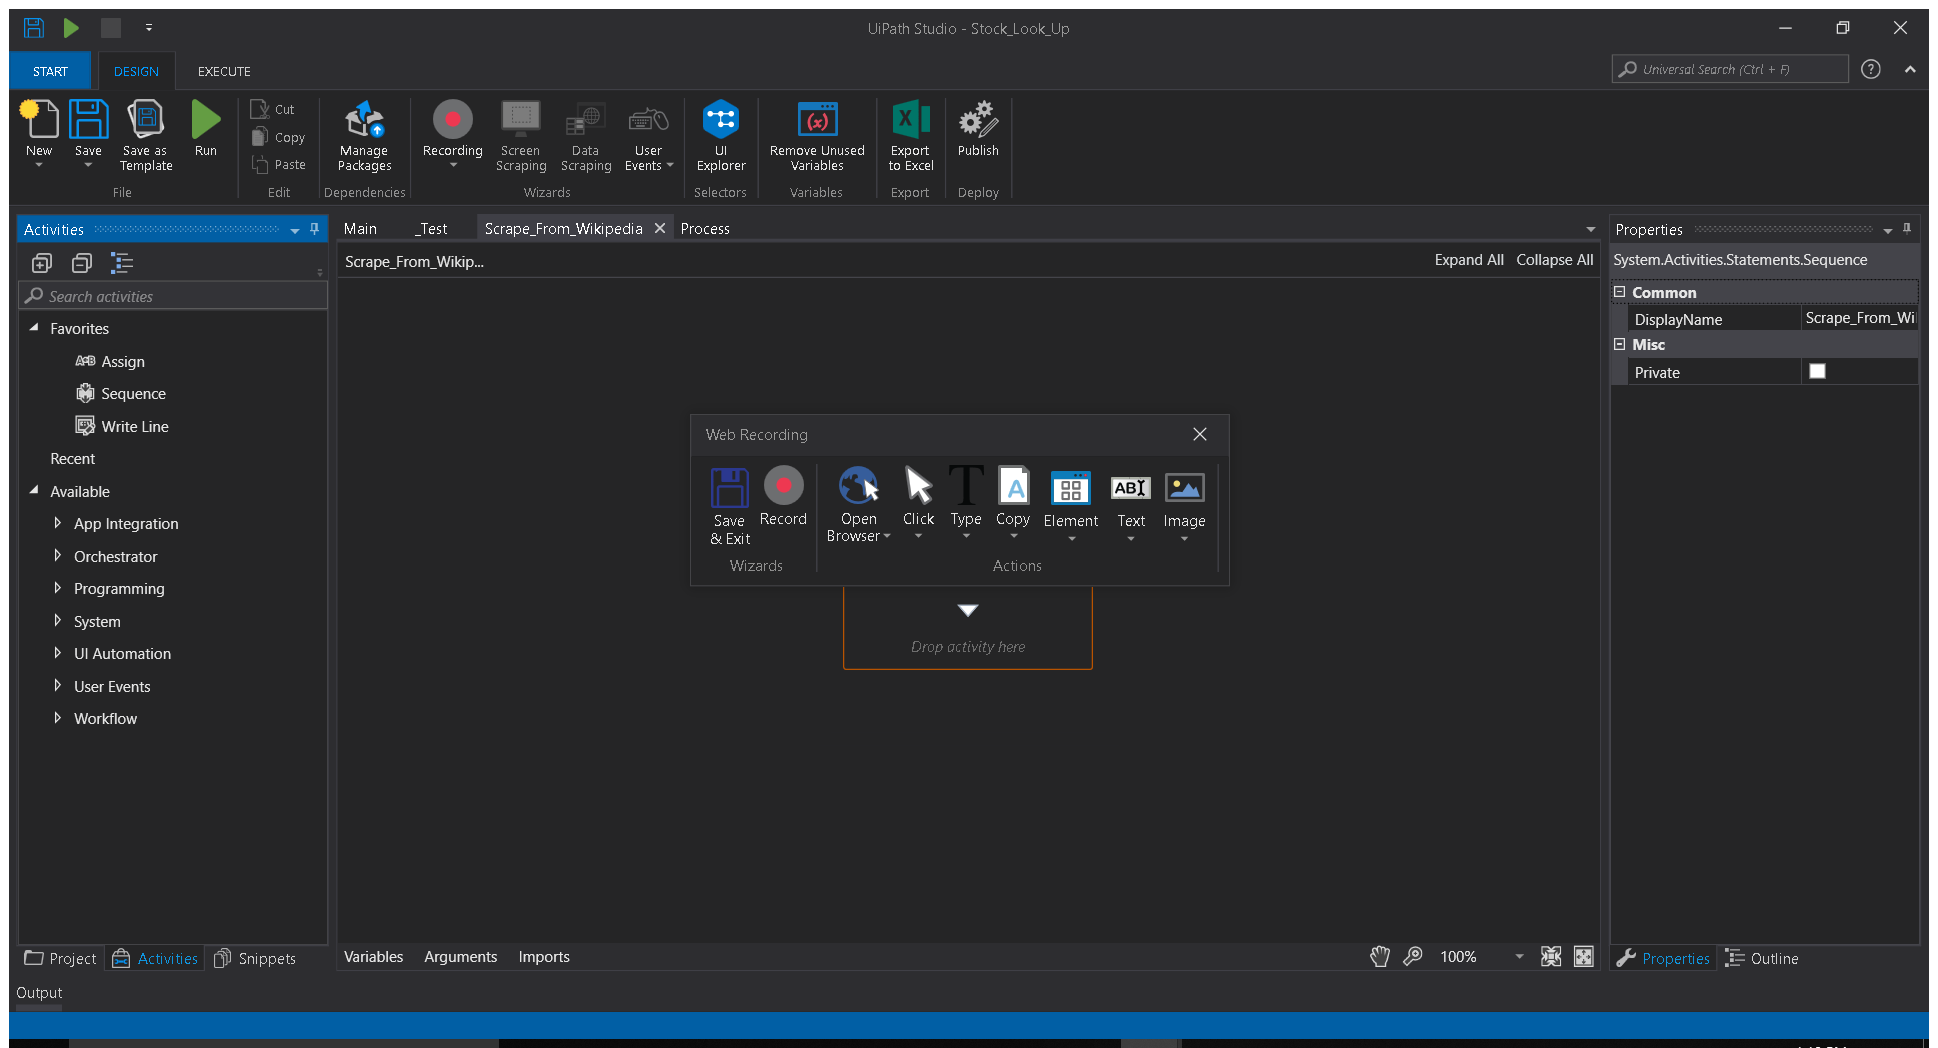 UiPath Studio - Stock_Look_Up
START DESIGN EXECUTE
Universal Search (Ctrl + F)
New
Save
Save as
Template
Run
File
Cut
Copy
Paste
Edit
Manage
Packages
Dependencies
Recording
Screen
Scraping
Data
Scraping
User
Events
Wizards
UI
Explorer
Selectors
Remove Unused
Variables
Variables
Export
to Excel
Export
Publish
Deploy
Activities
Search activities
Favorites
Assign
Sequence
Write Line
Recent
Available
App Integration
Orchestrator
Programming
System
UI Automation
User Events
Workflow
Project Activities Snippets
Main _Test Scrape_From_Wikipedia Process
Scrape_From_Wikip...
Expand All Collapse All
Web Recording
Save
& Exit
Record
Wizards
Open
Browser
Click
Type
A
Copy
Element
ABI
Text
Image
Actions
Drop activity here
Variables Arguments Imports
100%
Properties
System.Activities.Statements.Sequence
Common
DisplayName Scrape_From_Wi
Misc
Private
Properties Outline
Output